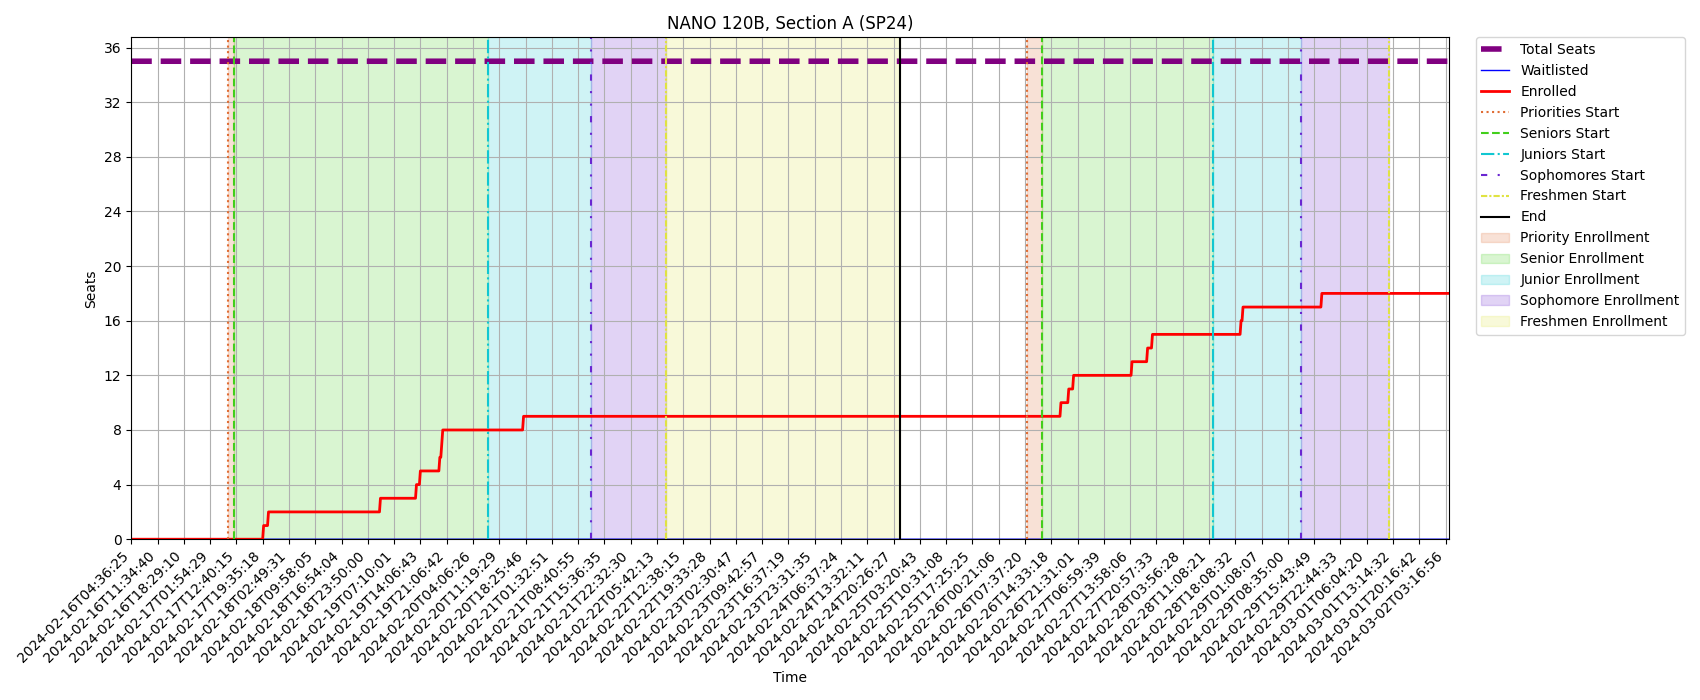 NANO 120B, Section A (SP24)
Seats
36
32
28
24
20
16
12
8
4
0
2024-02-16T04:36:25
2024-02-16T11:34:40
2024-02-16T18:29:10
2024-02-17T01:54:29
2024-02-17T12:40:15
2024-02-17T19:35:18
2024-02-18T02:49:31
2024-02-18T09:58:05
2024-02-18T16:54:04
2024-02-18T23:50:00
2024-02-19T07:10:01
2024-02-19T14:06:43
2024-02-19T21:06:42
2024-02-20T04:06:26
2024-02-20T11:19:29
2024-02-20T18:25:46
2024-02-21T01:32:51
2024-02-21T08:40:55
2024-02-21T15:36:35
2024-02-21T22:32:30
2024-02-22T05:42:13
2024-02-22T12:38:15
2024-02-22T19:33:28
2024-02-23T02:30:47
2024-02-23T09:42:57
2024-02-23T16:37:19
2024-02-23T23:31:35
2024-02-24T06:37:24
2024-02-24T13:32:11
2024-02-24T20:26:27
2024-02-25T03:20:43
2024-02-25T10:31:08
2024-02-25T17:25:25
2024-02-26T00:21:06
2024-02-26T07:37:20
2024-02-26T14:33:18
2024-02-26T21:31:01
2024-02-27T06:59:39
2024-02-27T13:58:06
2024-02-27T20:57:33
2024-02-28T03:56:28
2024-02-28T11:08:21
2024-02-28T18:08:32
2024-02-29T01:08:07
2024-02-29T08:35:00
2024-02-29T15:43:49
2024-02-29T22:44:33
2024-03-01T06:04:20
2024-03-01T13:14:32
2024-03-01T20:16:42
2024-03-02T03:16:56
Time
Total Seats
Waitlisted
Enrolled
Priorities Start
Seniors Start
Juniors Start
Sophomores Start
Freshmen Start
End
Priority Enrollment
Senior Enrollment
Junior Enrollment
Sophomore Enrollment
Freshmen Enrollment